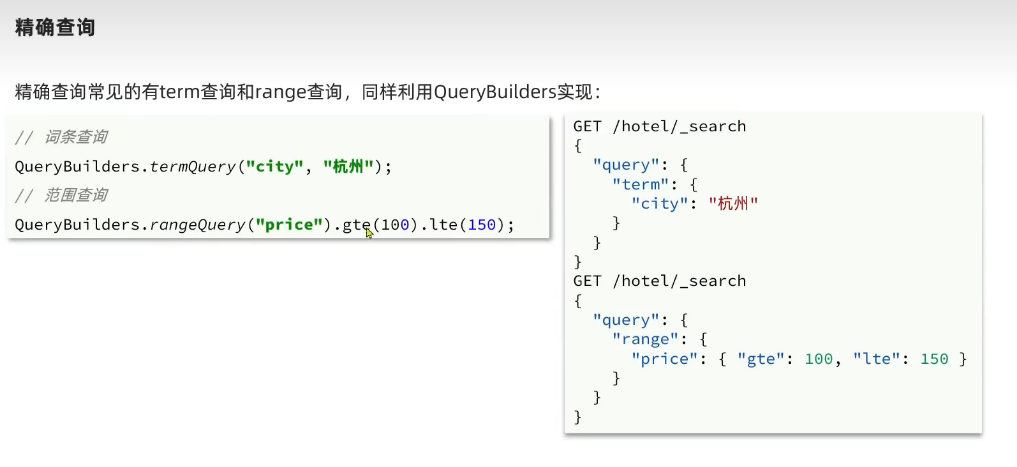 精确查询
精确查询常见的有term查询和range查询，同样利用QueryBuilders实现：
// 词条查询
QueryBuilders.termQuery("city", "杭州");
// 范围查询
QueryBuilders.rangeQuery("price").gte(100).lte(150);
GET /hotel/_search
{
  "query": {
    "term": {
      "city": "杭州"
    }
  }
}
GET /hotel/_search
{
  "query": {
    "range": {
      "price": { "gte": 100, "lte": 150 }
    }
  }
}